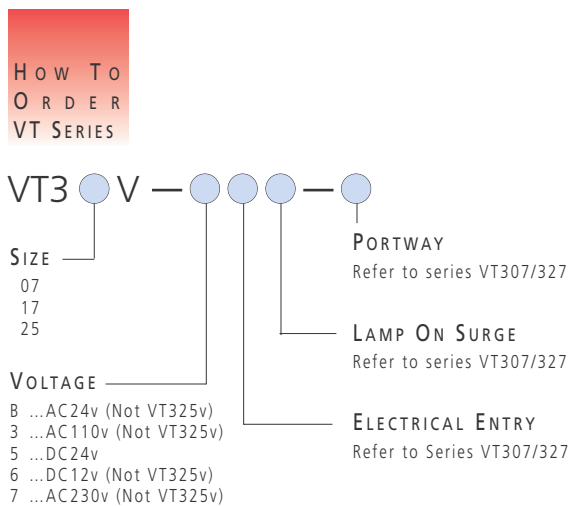 HOW TO
ORDER
VT SERIES
VT3 V — —
SIZE
07
17
25
VOLTAGE
B ...AC24v (Not VT325v)
3 ...AC110v (Not VT325v)
5 ...DC24v
6 ...DC12v (Not VT325v)
7 ...AC230v (Not VT325v)
PORTWAY
Refer to series VT307/327
LAMP ON SURGE
Refer to series VT307/327
ELECTRICAL ENTRY
Refer to Series VT307/327